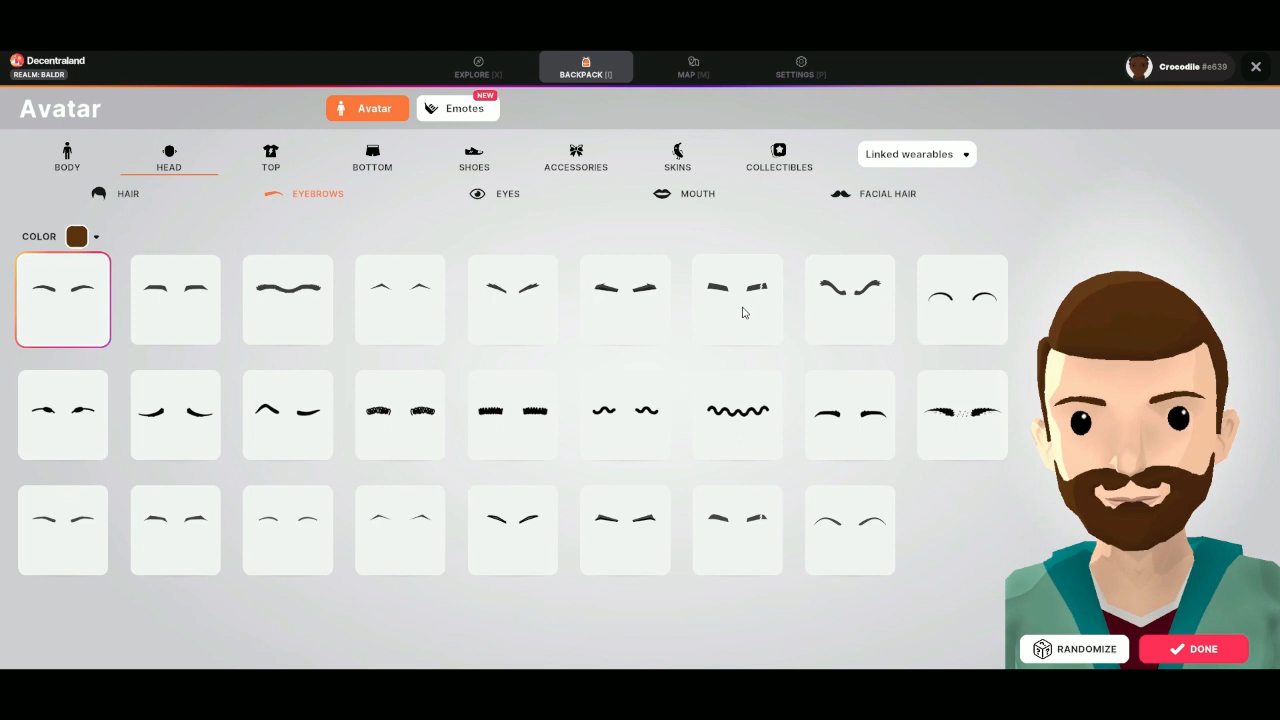 Decentraland
REALM: BALDR
EXPLORE [X]
BACKPACK [I]
MAP [M]
SETTINGS [P]
Crocodile #e639
Avatar
Avatar
Emotes
NEW
BODY
HEAD
TOP
BOTTOM
SHOES
ACCESSORIES
SKINS
COLLECTIBLES
Linked wearables
HAIR
EYEBROWS
EYES
MOUTH
FACIAL HAIR
COLOR
RANDOMIZE
DONE